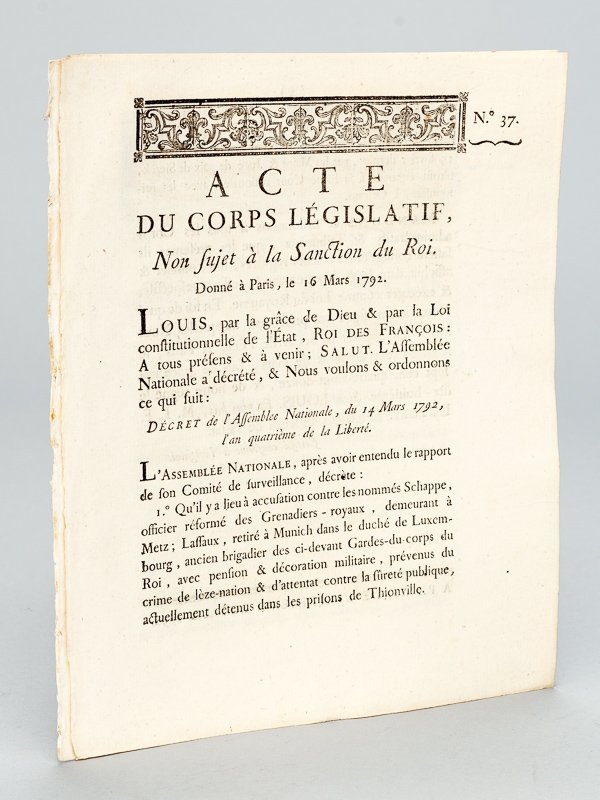 N.º 37.
ACTE
DU CORPS LÉGISLATIF,
Non ſujet à la Sanction du Roi.
Donné à Paris, le 16 Mars 1792.
LOUIS, par la grâce de Dieu & par la Loi
conſtitutionnelle de l'État, ROI DES FRANÇOIS:
A tous préſens & à venir; SALUT. L'Aſſemblée
Nationale a décrété, & Nous voulons & ordonnons
ce qui ſuit:
DÉCRET de l'Aſſemblée Nationale, du 14 Mars 1792,
l'an quatrième de la Liberté.
L'ASSEMBLÉE NATIONALE, après avoir entendu le rapport
de ſon Comité de ſurveillance, décrète:
1.º Qu'il y a lieu à accuſation contre les nommés Schappe,
officier réformé des Grenadiers-royaux, demeurant à
Metz; Laſſaux, retiré à Munich dans le duché de Luxem-
bourg, ancien brigadier des ci-devant Gardes-du-corps du
Roi, avec penſion & décoration militaire, prévenus du
crime de lèze-nation & d'attentat contre la ſûreté publique,
actuellement détenus dans les priſons de Thionville.